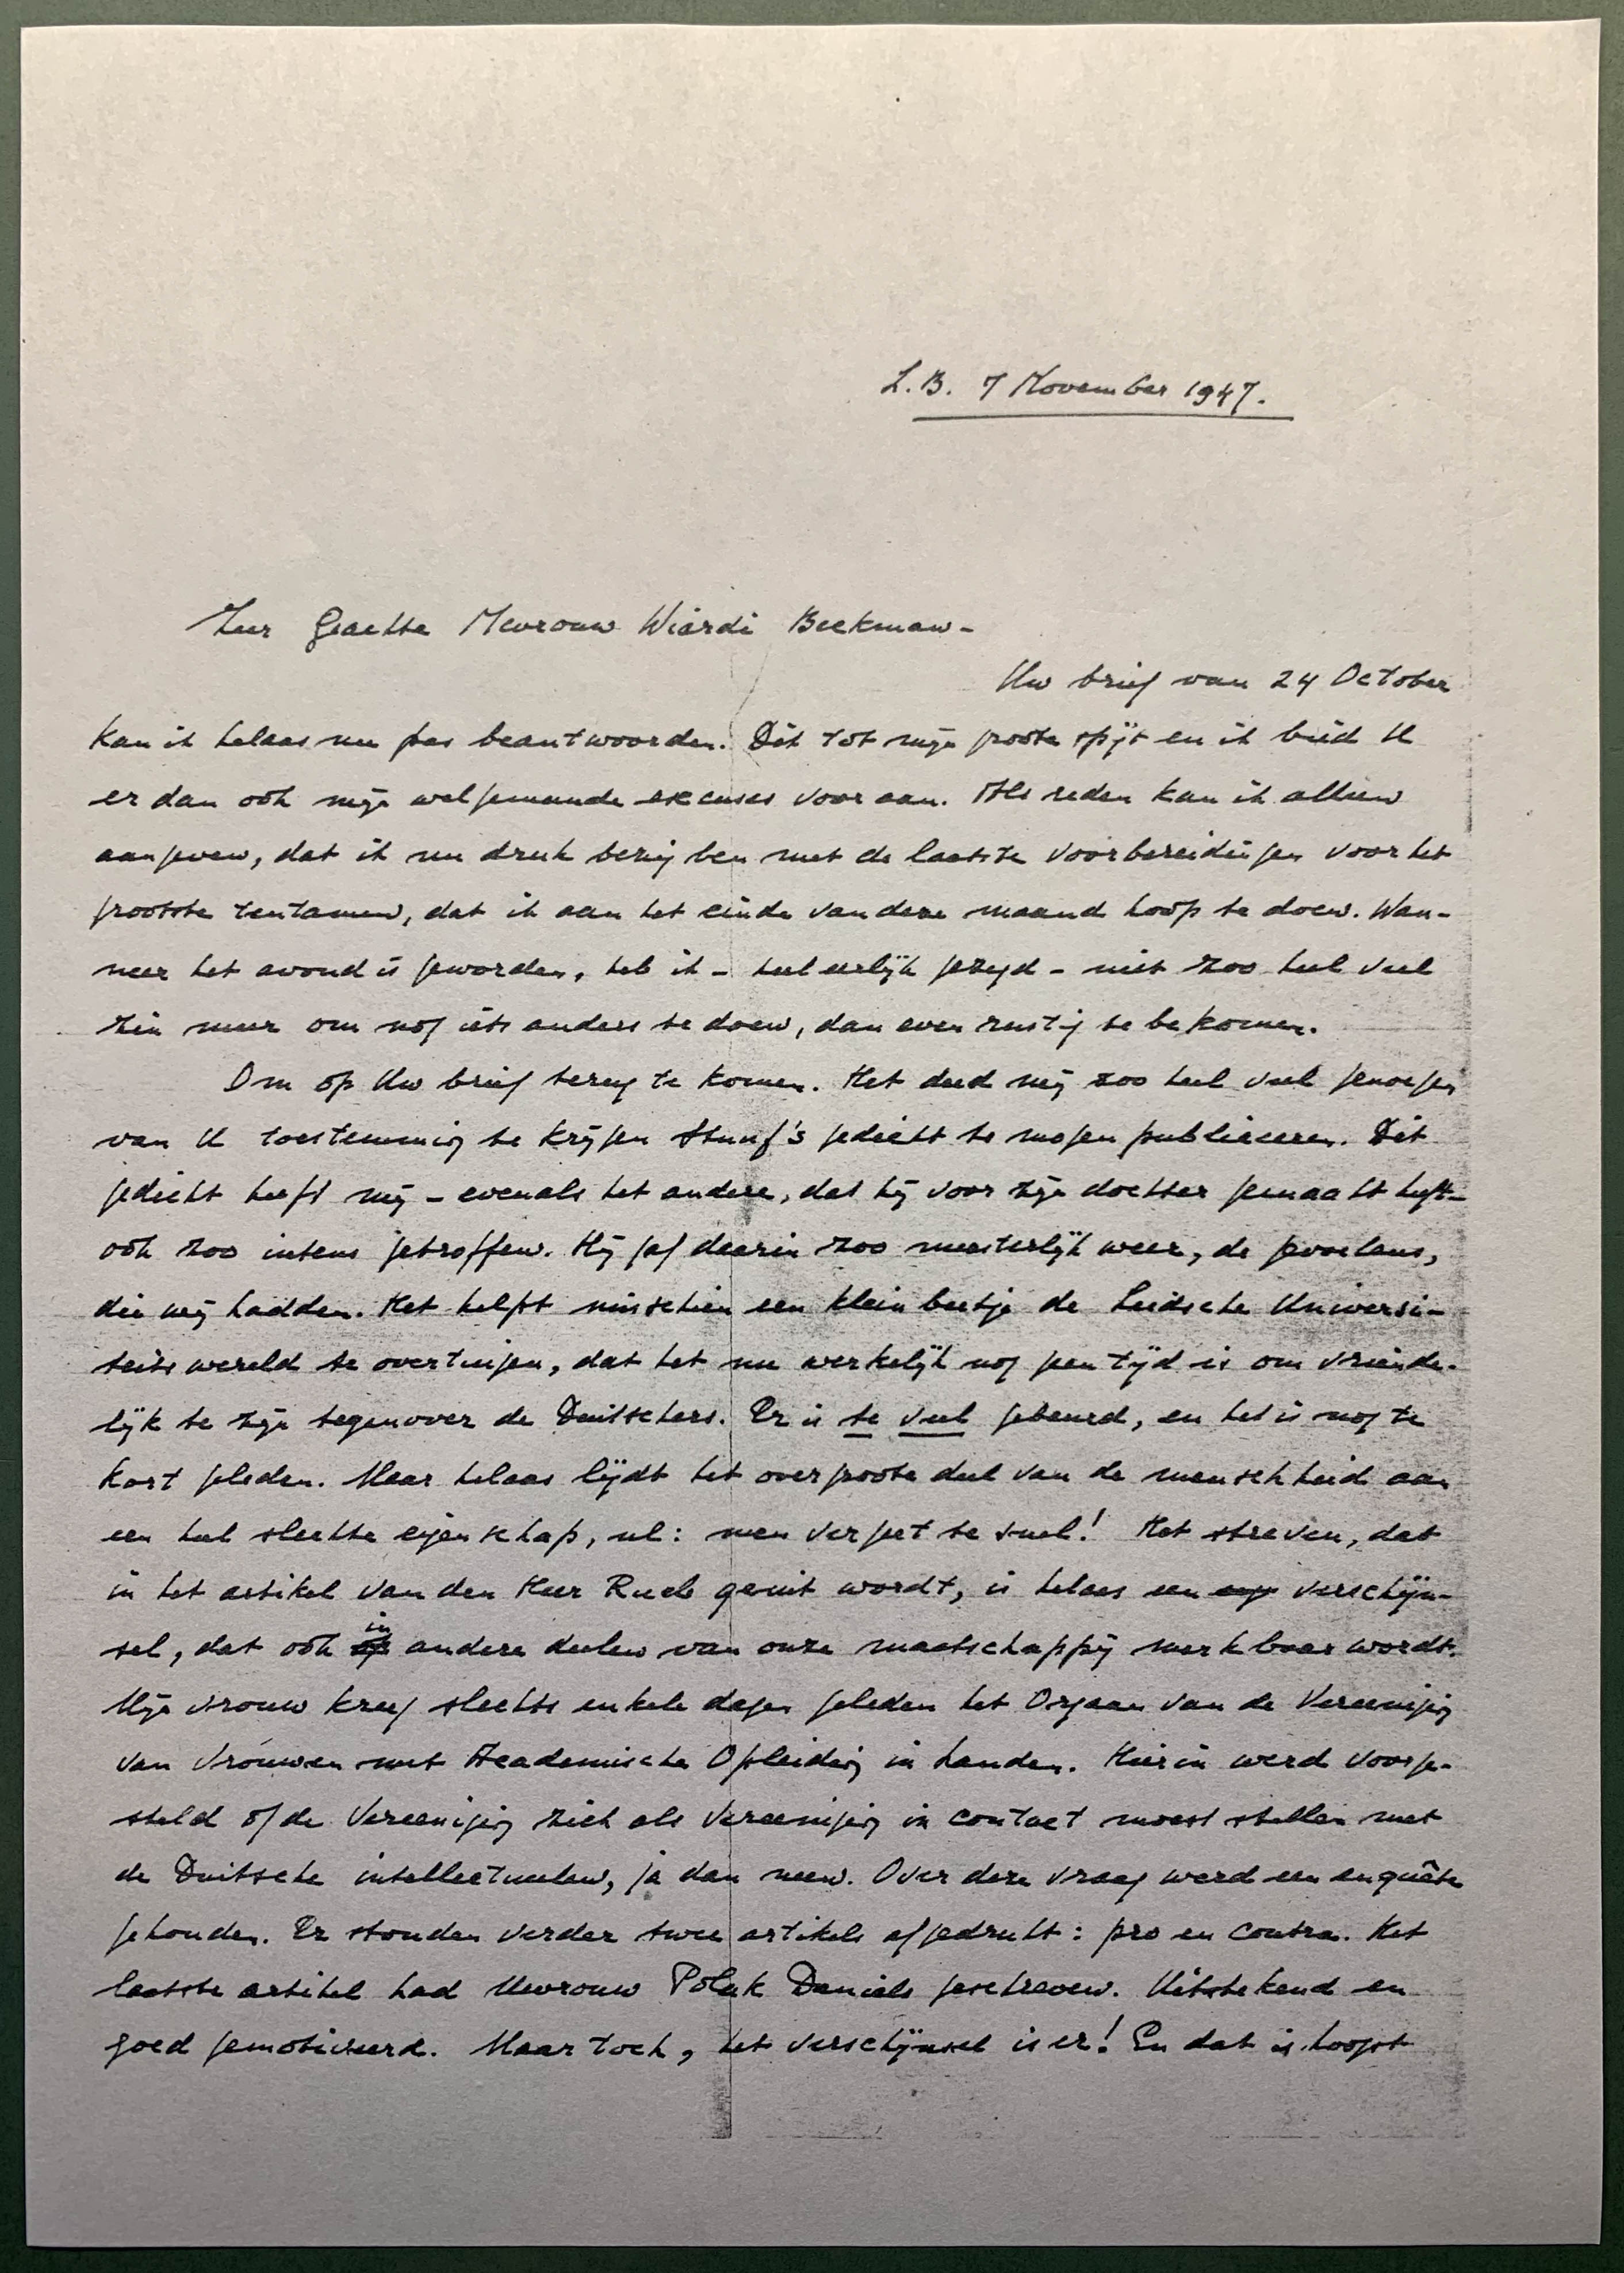 L.B. 7 November 1947.
Zeer Geachte Mevrouw Wiardi Beckman-
Uw brief van 24 October
kan ik helaas nu pas beantwoorden. Dit tot mijn groote spijt en ik bied U
er dan ook mijn welgemeende excuses voor aan. Als reden kan ik alleen
aangeven, dat ik nu druk bezig ben met de laatste voorbereidingen voor het
grootste tentamen, dat ik aan het einde van deze maand hoop te doen. Wan-
neer het avond is geworden, heb ik - heel eerlijk gezegd - niet zoo heel veel
zin meer om nog iets anders te doen, dan even rustig te bekomen.
Om op Uw brief terug te komen. Het deed mij zoo heel veel genoegen
van U toestemming te krijgen Stuuf's gedicht te mogen publiceeren. Dit
gedicht heeft mij - evenals het andere, dat hij voor zijn dochter gemaakt heeft-
ook zoo intens getroffen. Hij gaf daarin zoo meesterlijk weer, de gevoelens,
die wij hadden. Het helpt misschien een klein beetje de Leidsche Universi-
teits wereld te overtuigen, dat het nu werkelijk nog geen tijd is om vriende-
lijk te zijn tegenover de Duitschers. Er is te veel gebeurd, en het is nog te
kort geleden. Maar helaas lijdt het overgroote deel van de menschheid aan
een heel slechte eigenschap, nl: men vergeet te snel! Het streven, dat
in het artikel van den Heer Rueb geuit wordt, is helaas een verschijn-
sel, dat ook in andere deelen van onze maatschappij merkbaar wordt.
Mijn vrouw kreeg slechts enkele dagen geleden het Orgaan van de Vereeniging
van Vrouwen met Academische Opleiding in handen. Hierin werd voorge-
steld of de Vereeniging zich als Vereeniging in contact moest stellen met
de Duitsche intellectueelen, ja dan neen. Over deze vraag werd een enquête
gehouden. Er stonden verder twee artikels afgedrukt: pro en contra. Het
laatste artikel had Mevrouw Polak Daniels geschreven. Uitstekend en
goed gemotiveerd. Maar toch, het verschijnsel is er! En dat is hoogst